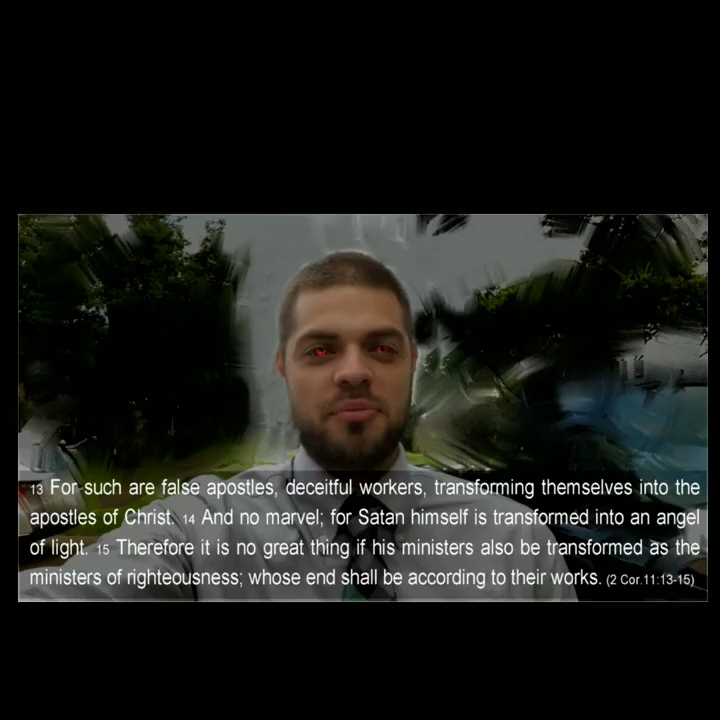 13 For such are false apostles, deceitful workers, transforming themselves into the
apostles of Christ. 14 And no marvel; for Satan himself is transformed into an angel
of light. 15 Therefore it is no great thing if his ministers also be transformed as the
ministers of righteousness; whose end shall be according to their works. (2 Cor.11:13-15)